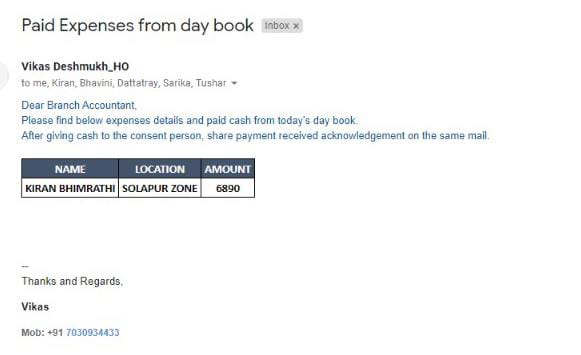 Paid Expenses from day book Inbox x
Vikas Deshmukh_HO
to me, Kiran, Bhavini, Dattatray, Sarika, Tushar
Dear Branch Accountant,
Please find below expenses details and paid cash from today's day book.
After giving cash to the consent person, share payment received acknowledgement on the same mail.
NAME LOCATION AMOUNT
KIRAN BHIMRATHI SOLAPUR ZONE 6890
--
Thanks and Regards,
Vikas
Mob: +91 7030934433